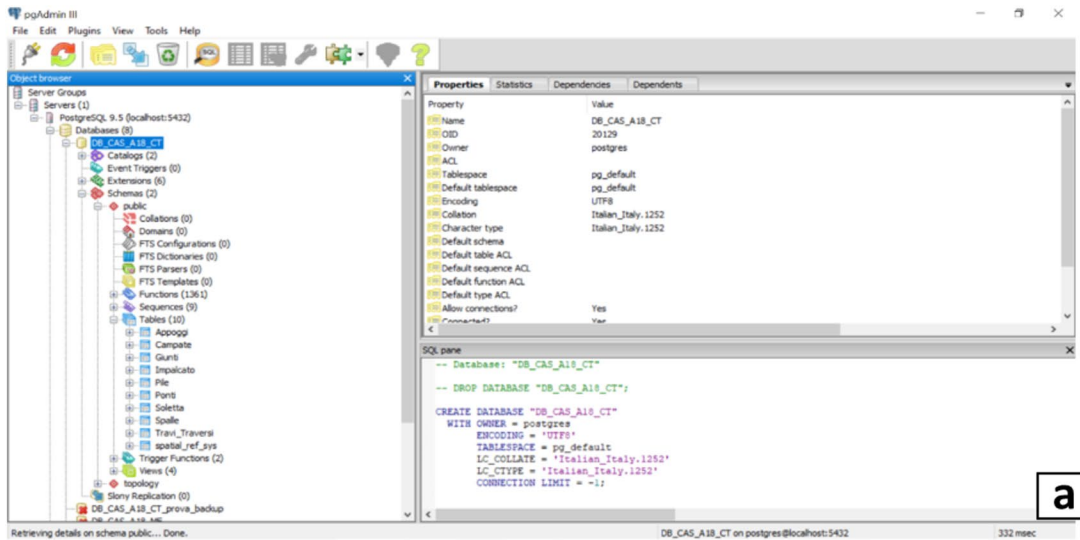 pgAdmin III
File Edit Plugins View Tools Help
SQL
Object browser
Server Groups
Servers (1)
PostgreSQL 9.5 (localhost:5432)
Databases (8)
DB_CAS_A18_CT
Catalogs (2)
Event Triggers (0)
Extensions (6)
Schemas (2)
public
Collations (0)
Domains (0)
FTS Configurations (0)
FTS Dictionaries (0)
FTS Parsers (0)
FTS Templates (0)
Functions (1361)
Sequences (9)
Tables (10)
Appoggi
Campate
Giunti
Impalcato
Pile
Ponti
Soletta
Spalle
Travi_Traversi
spatial_ref_sys
Trigger Functions (2)
Views (4)
topology
Slony Replication (0)
DB_CAS_A18_CT_prova_backup
DB_CAS_A18_ME
Properties Statistics Dependencies Dependents
Property Value
Name DB_CAS_A18_CT
OID 20129
Owner postgres
ACL
Tablespace pg_default
Default tablespace pg_default
Encoding UTF8
Collation Italian_Italy.1252
Character type Italian_Italy.1252
Default schema
Default table ACL
Default sequence ACL
Default function ACL
Default type ACL
Allow connections? Yes
Connected? Yes
SQL pane
-- Database: "DB_CAS_A18_CT"
-- DROP DATABASE "DB_CAS_A18_CT";
CREATE DATABASE "DB_CAS_A18_CT"
WITH OWNER = postgres
ENCODING = 'UTF8'
TABLESPACE = pg_default
LC_COLLATE = 'Italian_Italy.1252'
LC_CTYPE = 'Italian_Italy.1252'
CONNECTION LIMIT = -1;
a
Retrieving details on schema public... Done. DB_CAS_A18_CT on postgres@localhost:5432 332 msec